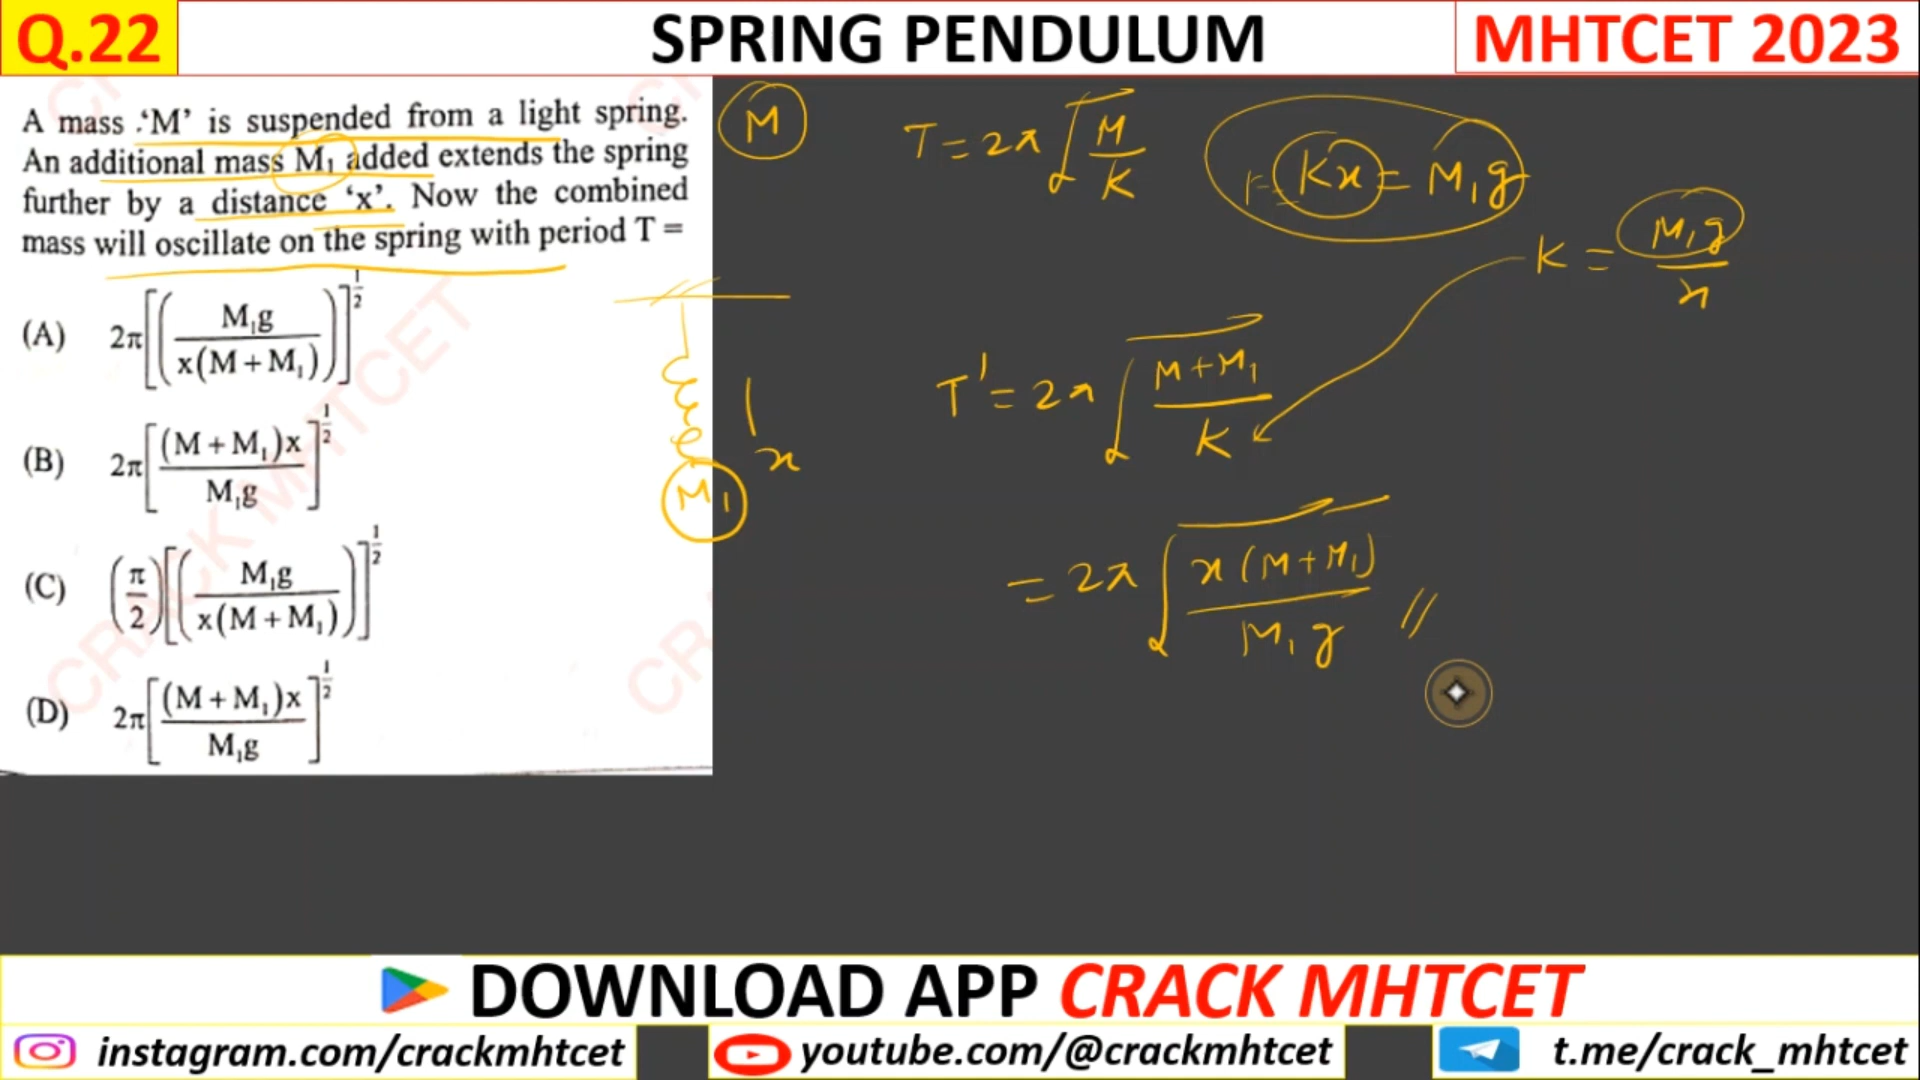 Q.22
SPRING PENDULUM
MHTCET 2023
A mass .‘M’ is suspended from a light spring.
An additional mass M₁ added extends the spring
further by a distance ‘x’. Now the combined
mass will oscillate on the spring with period T =
(A) 2π[(M₁g / x(M + M₁))]^½
(B) 2π[(M + M₁)x / M₁g]^½
(C) (π/2)[(M₁g / x(M + M₁))]^½
(D) 2π[(M + M₁)x / M₁g]^½
M
T = 2π √(M/K)
Kx = M₁g
K = M₁g / x
x
M₁
T' = 2π √(M + M₁ / K)
= 2π √(x(M + M₁) / M₁g) //
CRACK MHTCET
DOWNLOAD APP CRACK MHTCET
instagram.com/crackmhtcet
youtube.com/@crackmhtcet
t.me/crack_mhtcet